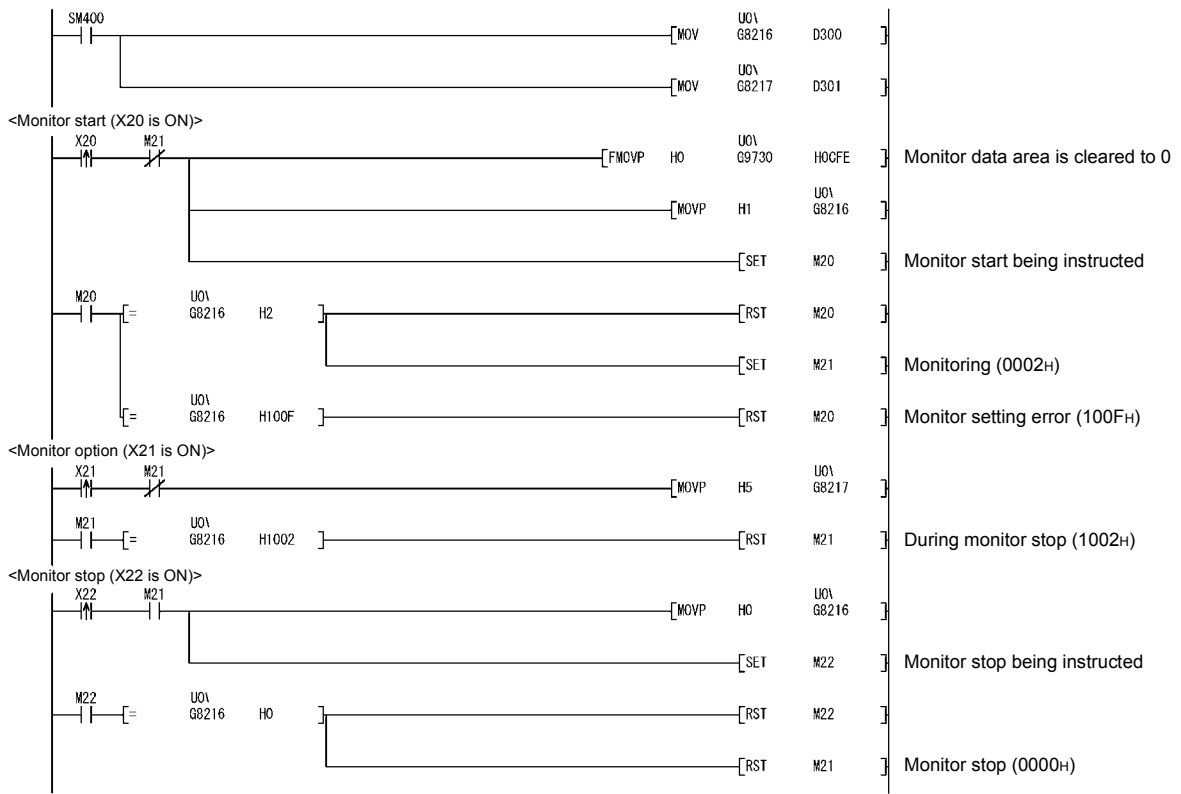 SM400
U0\
[MOV G8216 D300 ]
U0\
[MOV G8217 D301 ]
<Monitor start (X20 is ON)>
X20 M21
U0\
[FMOVP H0 G9730 H0CFE ] Monitor data area is cleared to 0
U0\
[MOVP H1 G8216 ]
[SET M20 ] Monitor start being instructed
M20 U0\
[= G8216 H2 ] [RST M20 ]
[SET M21 ] Monitoring (0002H)
U0\
[= G8216 H100F ] [RST M20 ] Monitor setting error (100FH)
<Monitor option (X21 is ON)>
X21 M21 U0\
[MOVP H5 G8217 ]
M21 U0\
[= G8216 H1002 ] [RST M21 ] During monitor stop (1002H)
<Monitor stop (X22 is ON)>
X22 M21 U0\
[MOVP H0 G8216 ]
[SET M22 ] Monitor stop being instructed
M22 U0\
[= G8216 H0 ] [RST M22 ]
[RST M21 ] Monitor stop (0000H)